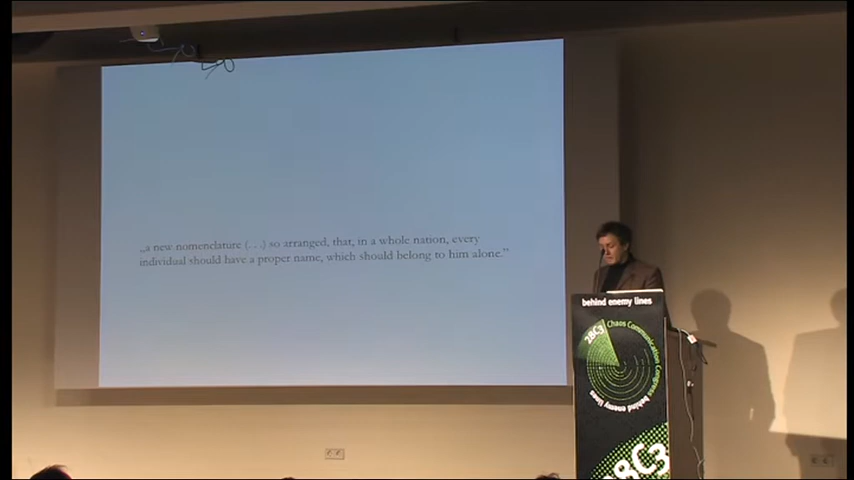 „a new nomenclature (. . .) so arranged, that, in a whole nation, every
individual should have a proper name, which should belong to him alone.”
behind enemy lines
28C3 Chaos Communication Congress
behind enemy lines
28C3